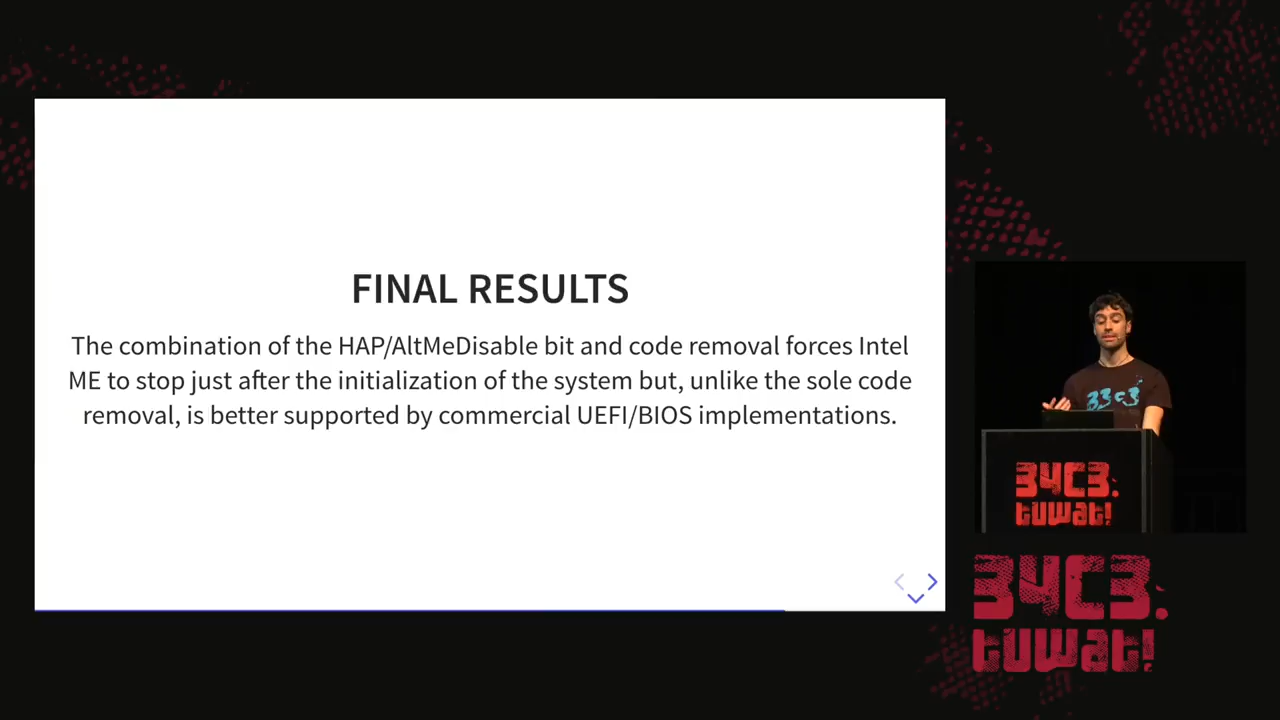 FINAL RESULTS
The combination of the HAP/AltMeDisable bit and code removal forces Intel
ME to stop just after the initialization of the system but, unlike the sole code
removal, is better supported by commercial UEFI/BIOS implementations.
33c3
34C3.
tuwat!
34C3.
tuwat!